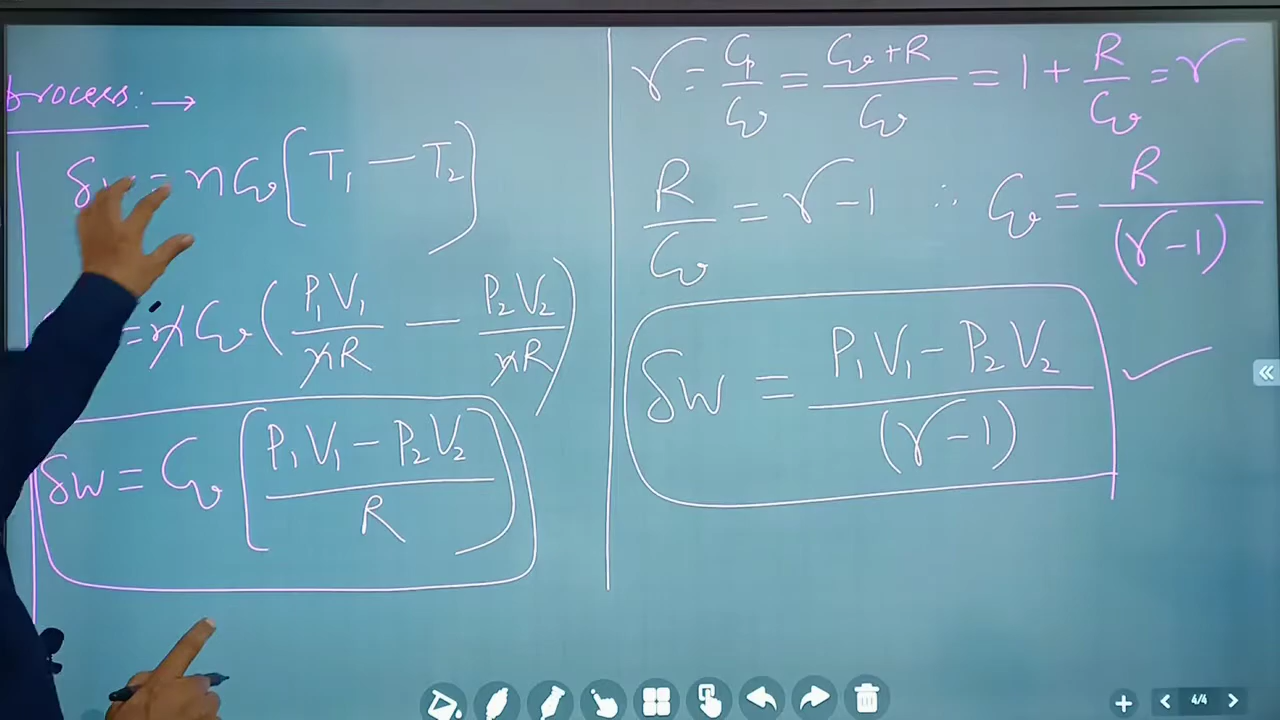 process: →
δw = nCv [T₁ − T₂]
= nCv (P₁V₁/nR − P₂V₂/nR)
δw = Cv [P₁V₁ − P₂V₂ / R]
γ = Cp/Cv = Cv+R/Cv = 1 + R/Cv = γ
R/Cv = γ−1 ∴ Cv = R/(γ−1)
δw = P₁V₁ − P₂V₂ / (γ−1) ✓
4/4